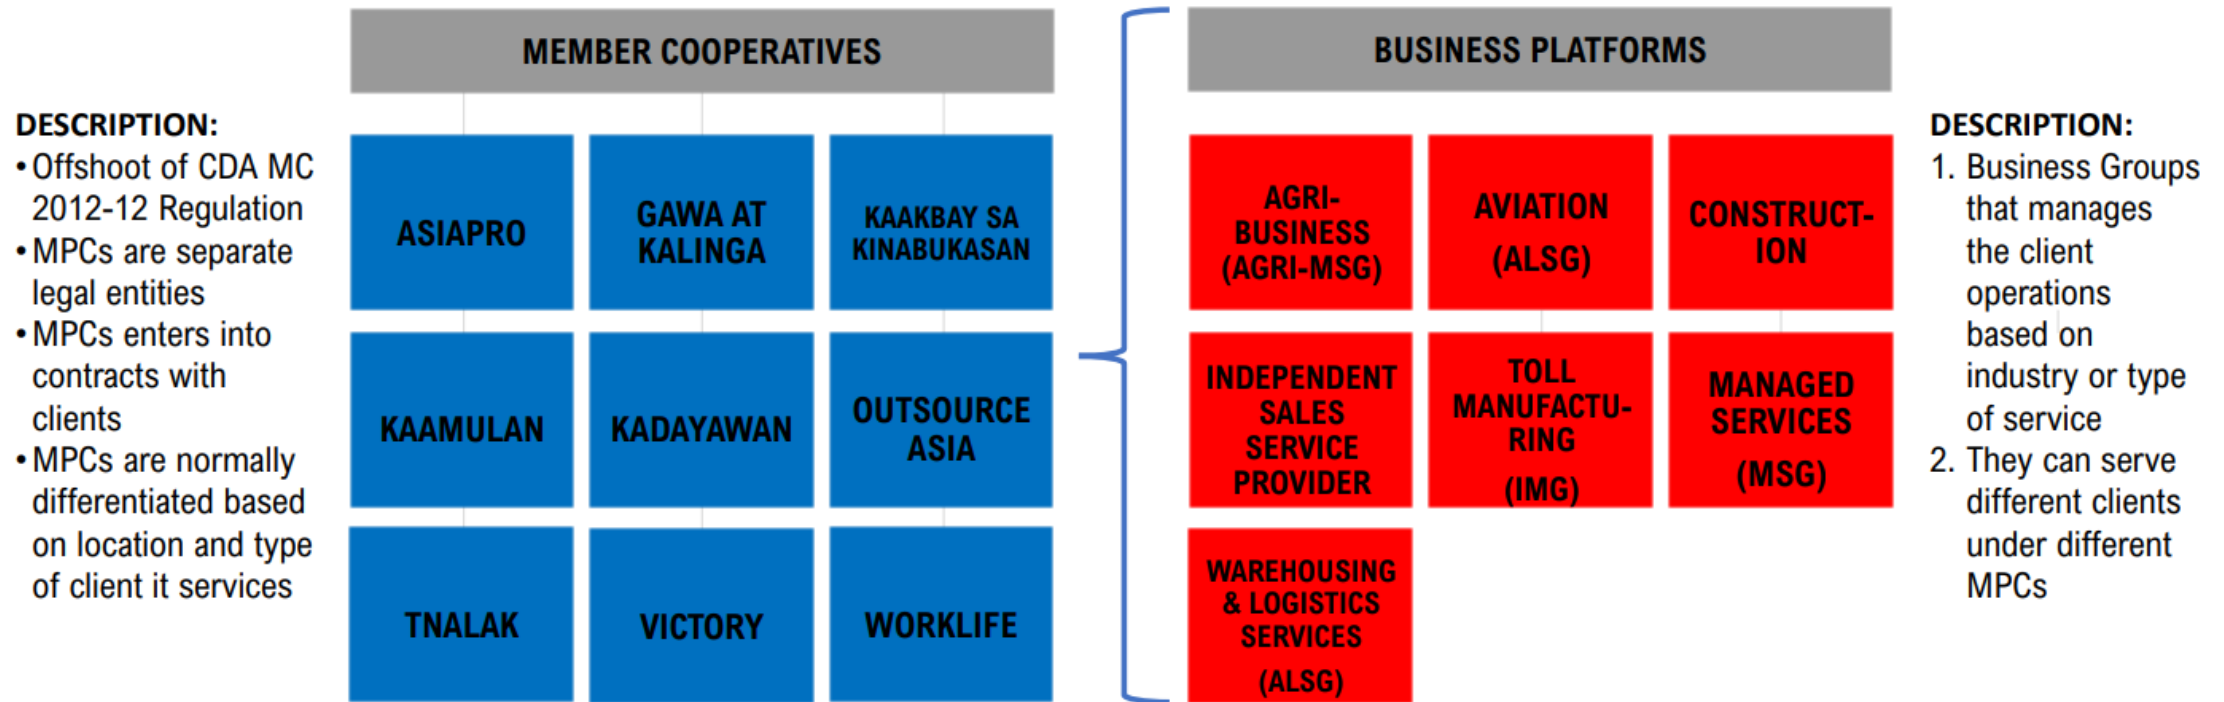 MEMBER COOPERATIVES
BUSINESS PLATFORMS
DESCRIPTION:
• Offshoot of CDA MC
2012-12 Regulation
• MPCs are separate
legal entities
• MPCs enters into
contracts with
clients
• MPCs are normally
differentiated based
on location and type
of client it services
ASIAPRO
GAWA AT
KALINGA
KAAKBAY SA
KINABUKASAN
KAAMULAN
KADAYAWAN
OUTSOURCE
ASIA
TNALAK
VICTORY
WORKLIFE
AGRI-
BUSINESS
(AGRI-MSG)
AVIATION
(ALSG)
CONSTRUCT-
ION
INDEPENDENT
SALES
SERVICE
PROVIDER
TOLL
MANUFACTU-
RING
(IMG)
MANAGED
SERVICES
(MSG)
WAREHOUSING
& LOGISTICS
SERVICES
(ALSG)
DESCRIPTION:
1. Business Groups
that manages
the client
operations
based on
industry or type
of service
2. They can serve
different clients
under different
MPCs